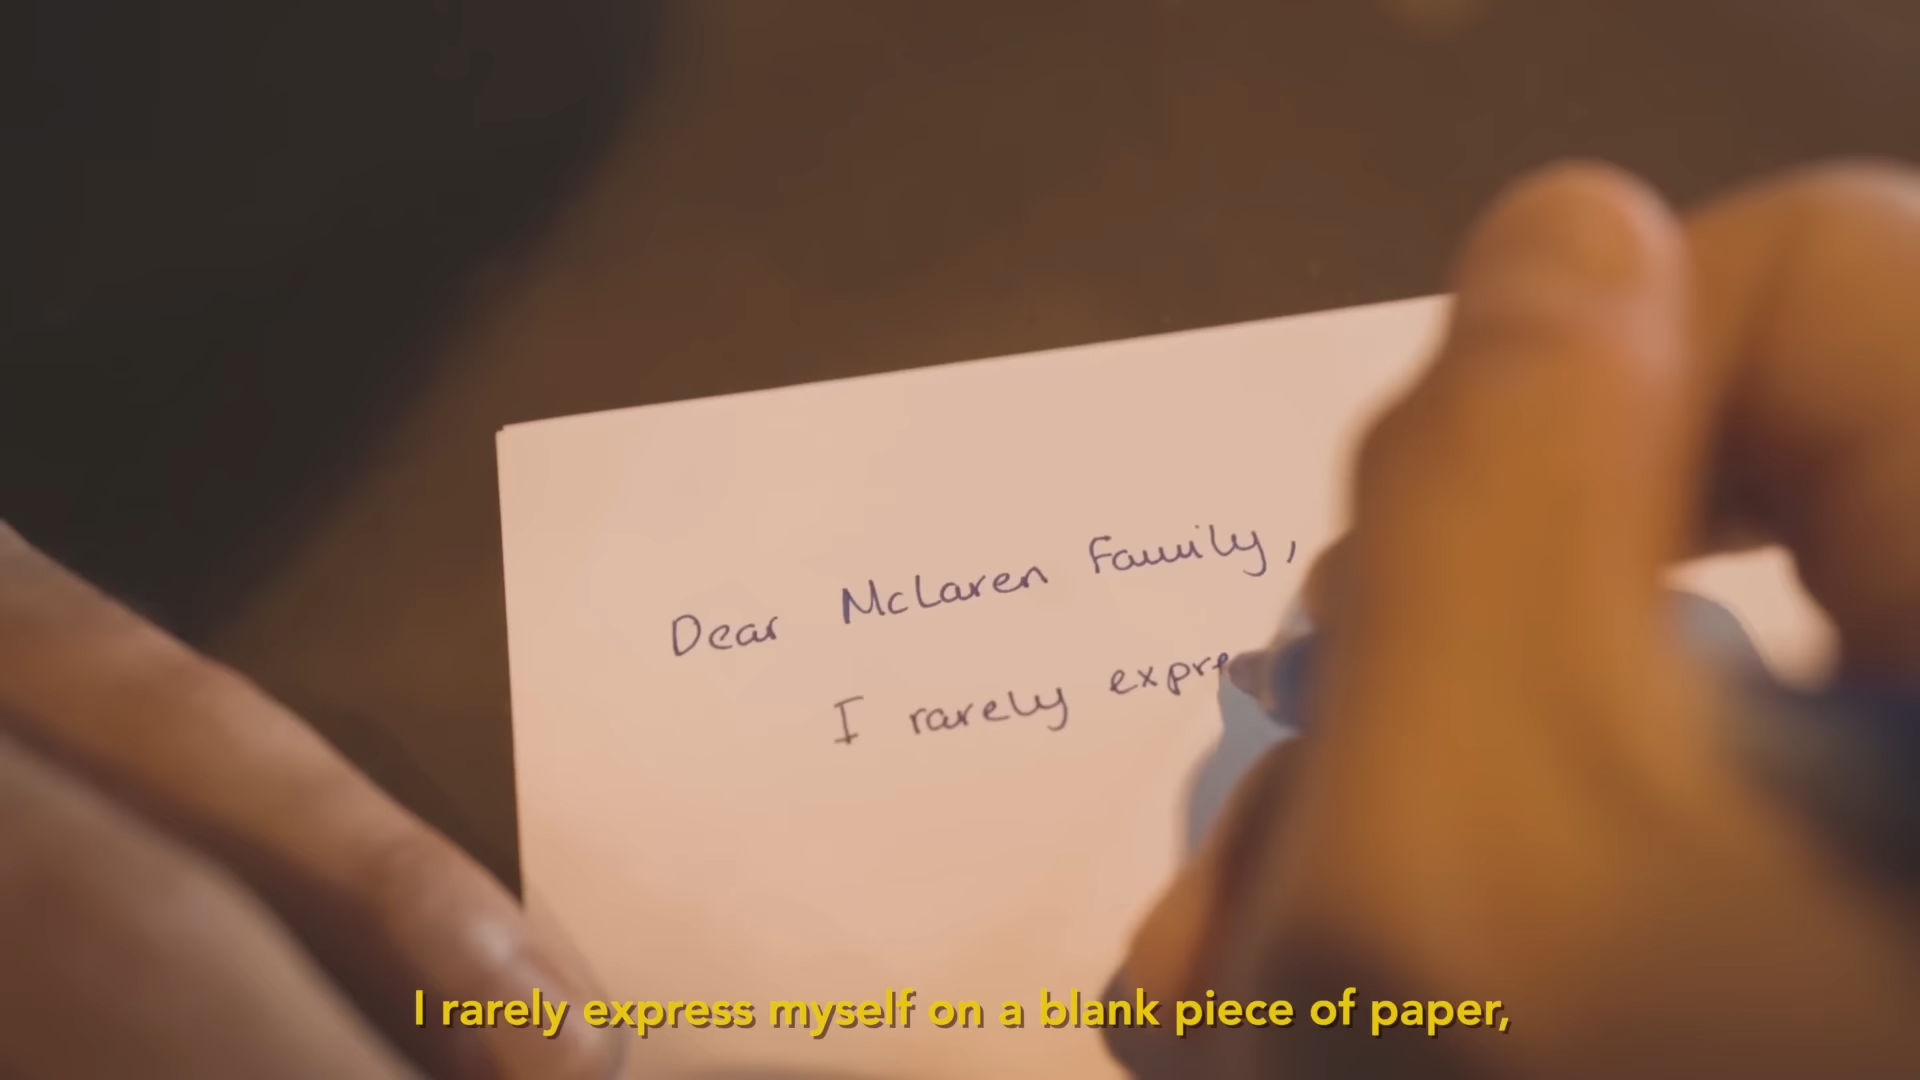 Dear McLaren Family,
I rarely expre
I rarely express myself on a blank piece of paper,